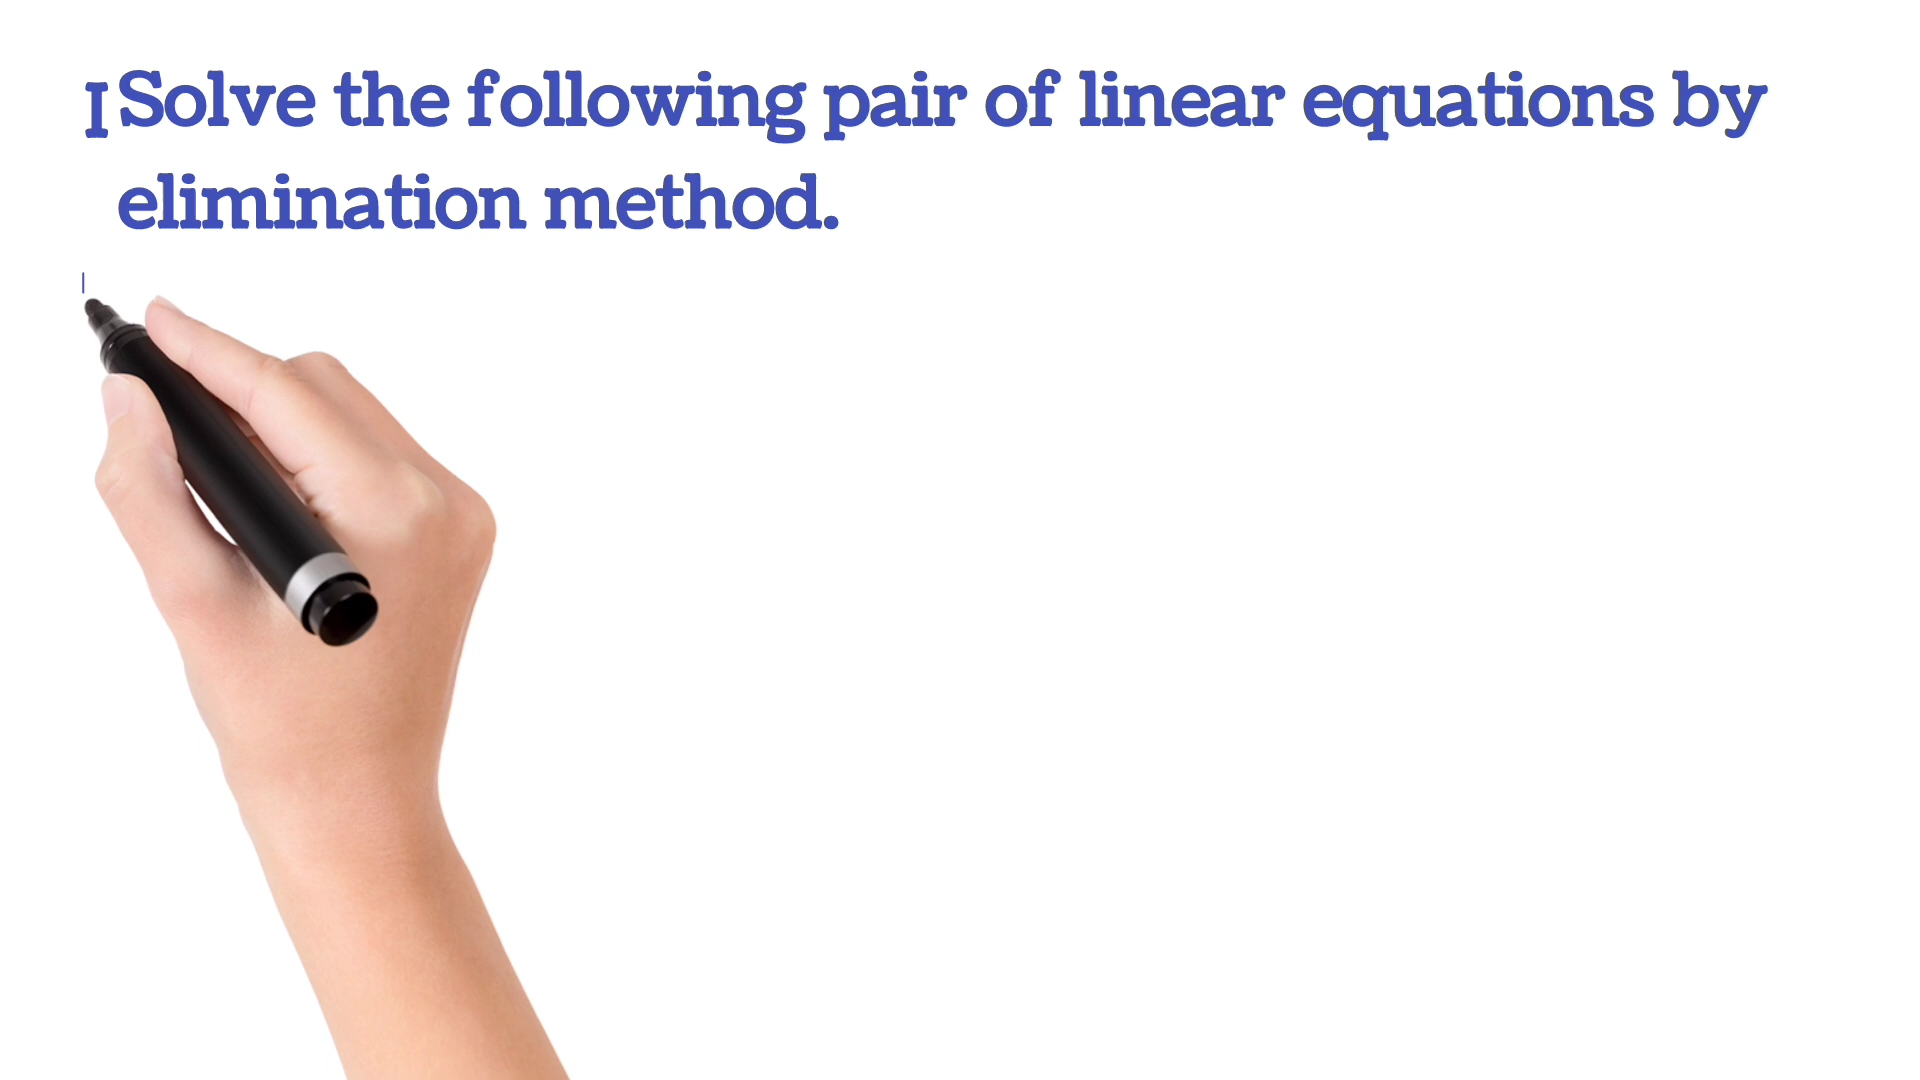 I Solve the following pair of linear equations by
elimination method.